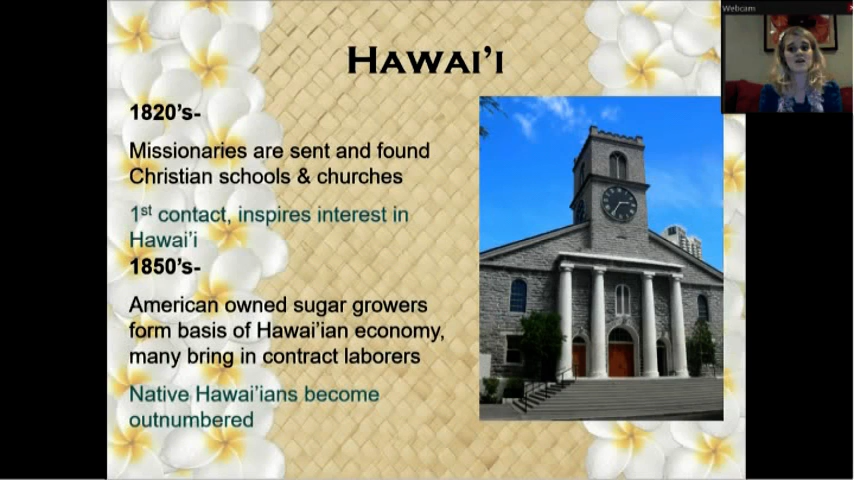 Webcam
HAWAI'I
1820's-
Missionaries are sent and found
Christian schools & churches
1st contact, inspires interest in
Hawai'i
1850's-
American owned sugar growers
form basis of Hawai'ian economy,
many bring in contract laborers
Native Hawai'ians become
outnumbered